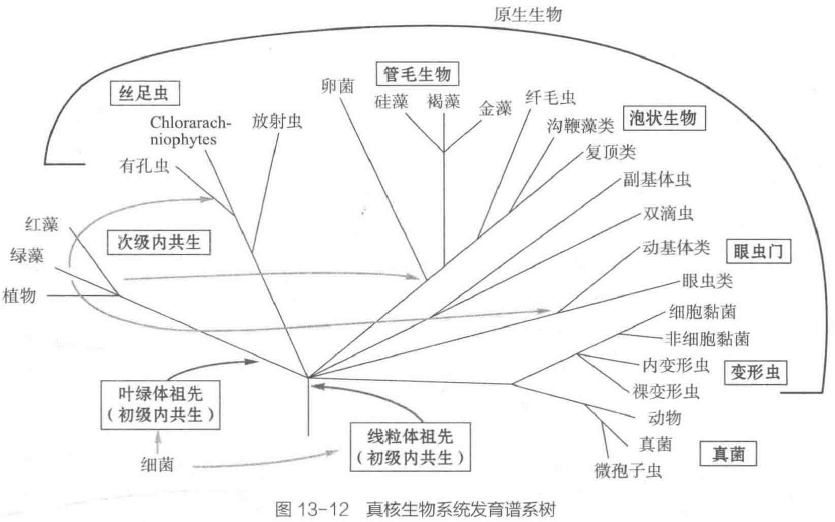 原生生物
管毛生物
丝足虫
卵菌
硅藻
褐藻
金藻
纤毛虫
沟鞭藻类
泡状生物
Chlorarach-
niophytes
放射虫
复顶类
有孔虫
副基体虫
双滴虫
红藻
次级内共生
动基体类
眼虫门
绿藻
眼虫类
植物
细胞黏菌
非细胞黏菌
内变形虫
变形虫
裸变形虫
叶绿体祖先
（初级内共生）
动物
线粒体祖先
（初级内共生）
真菌
真菌
细菌
微孢子虫
图 13-12 真核生物系统发育谱系树